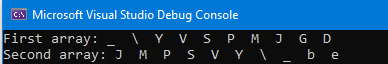 Microsoft Visual Studio Debug Console
First array: _  \  Y  V  S  P  M  J  G  D
Second array: J  M  P  S  V  Y  \  _  b  e